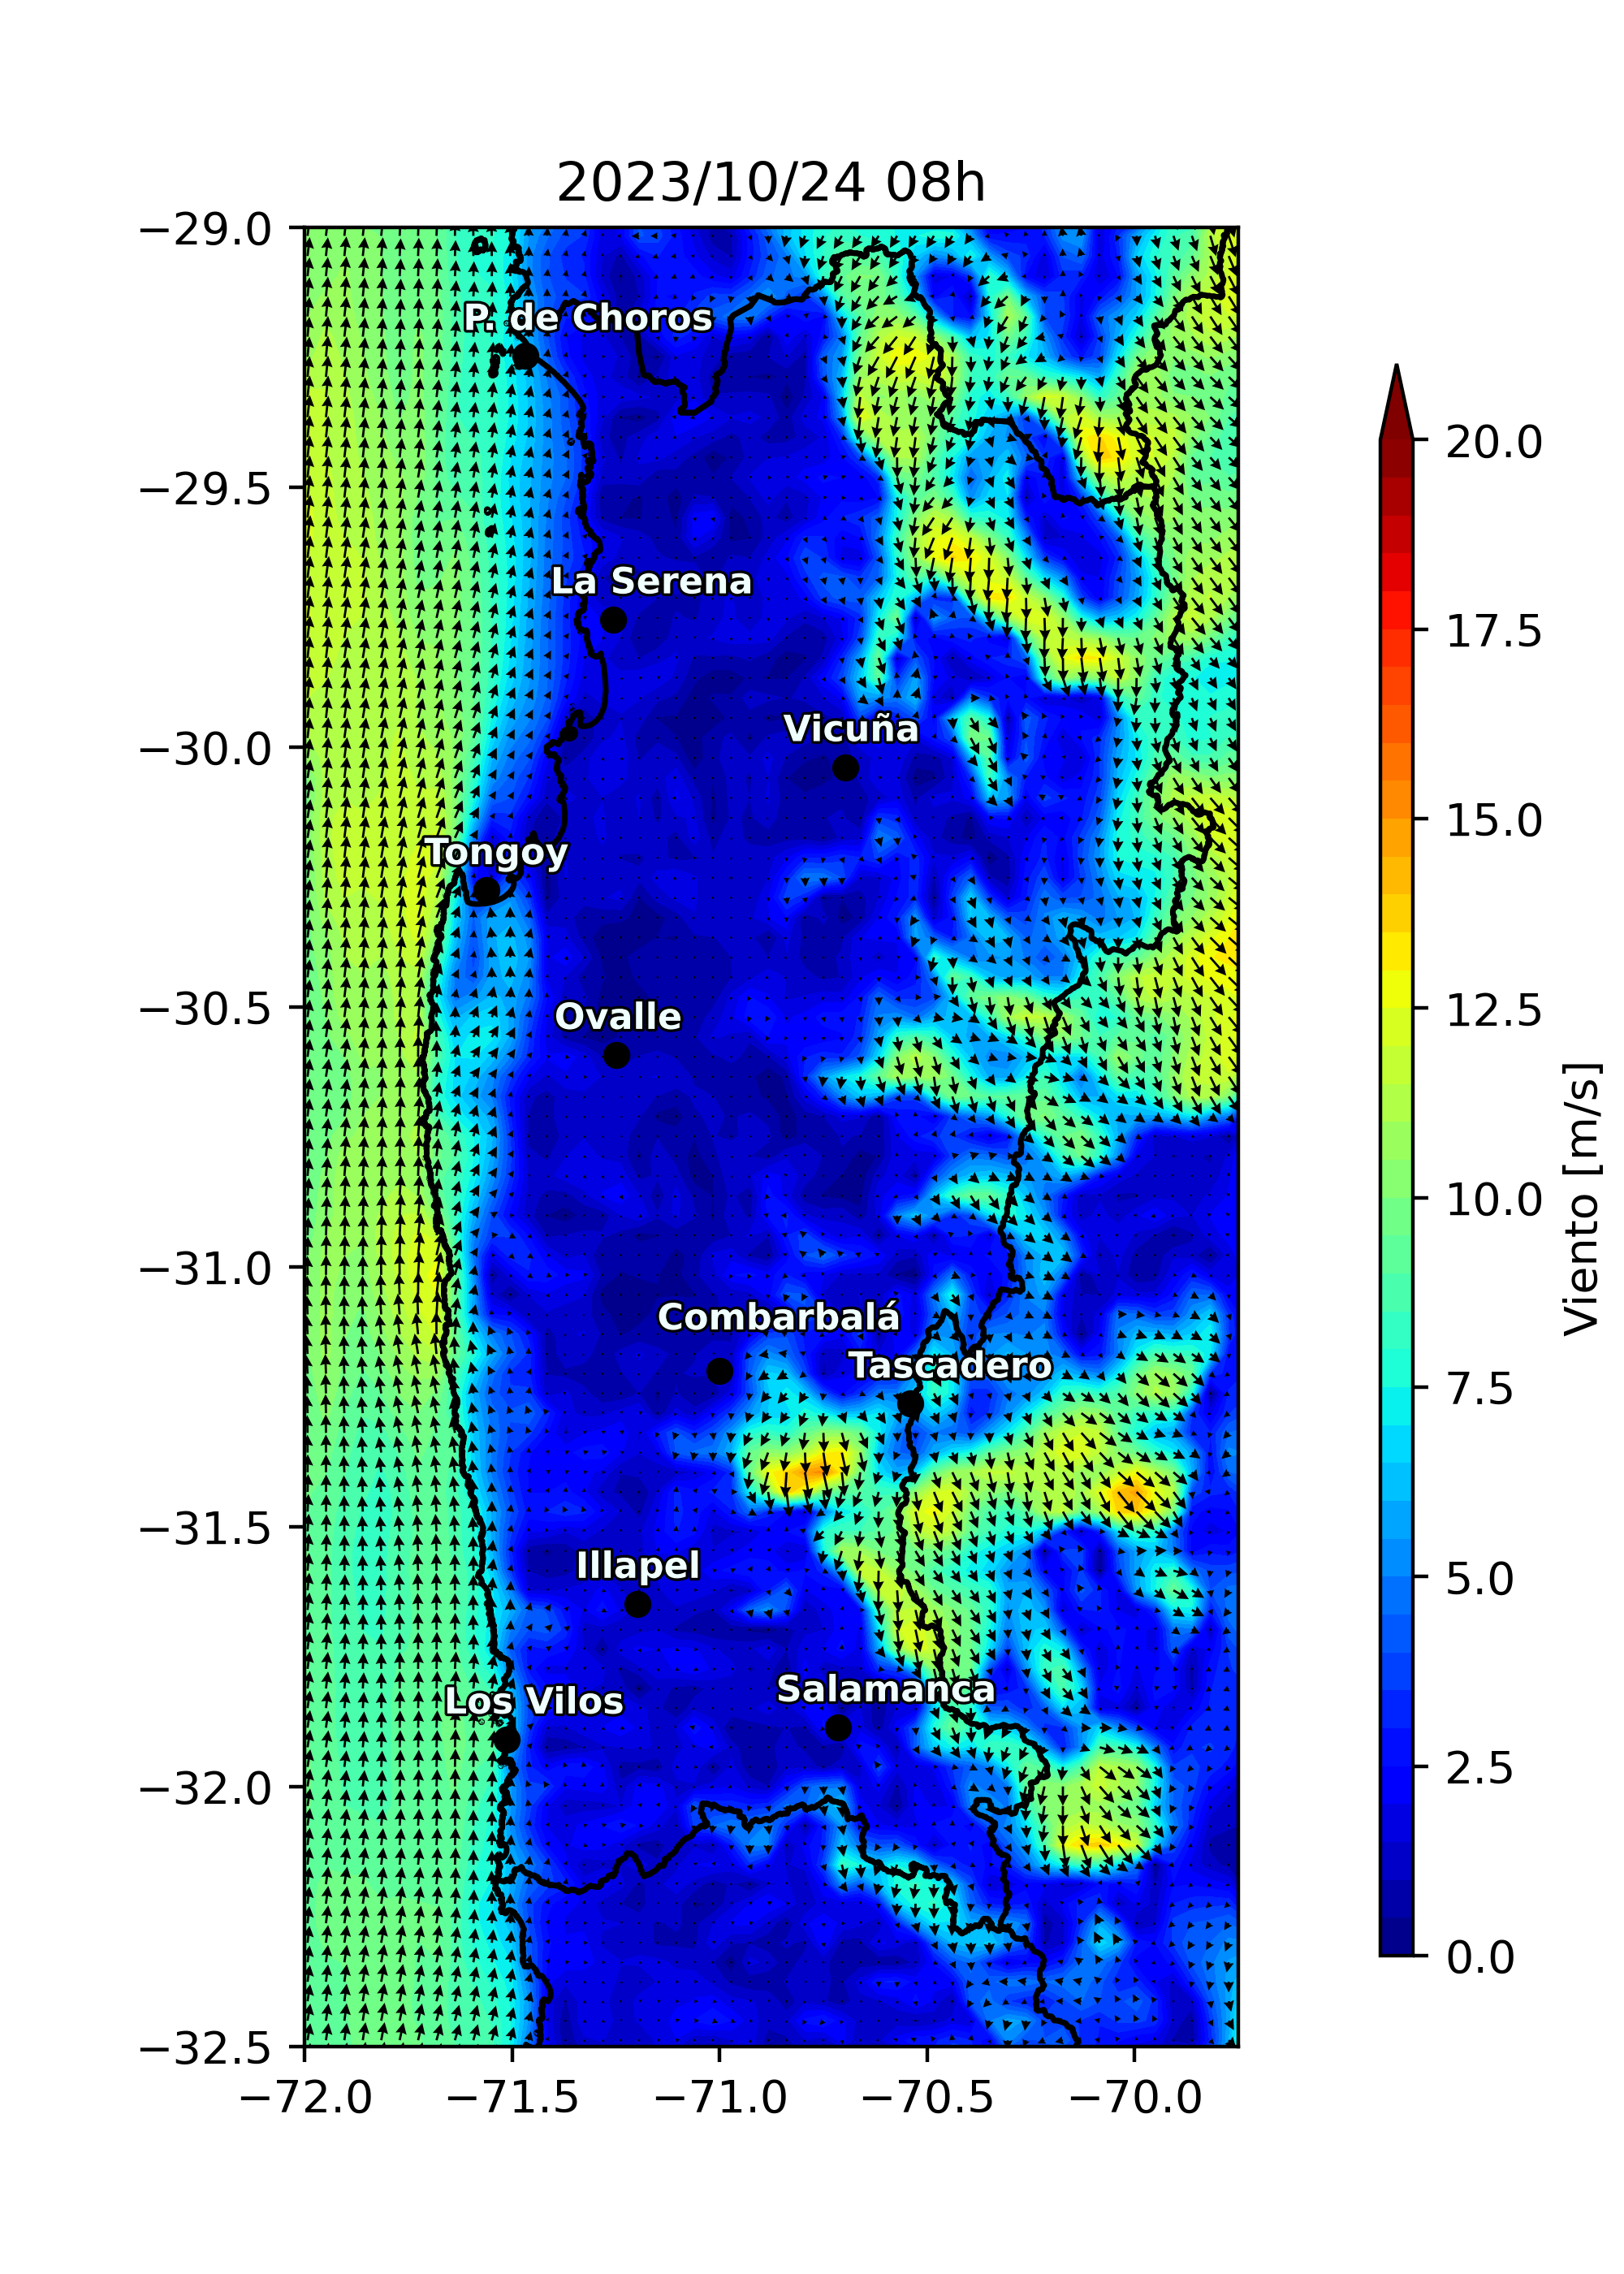 2023/10/24 08h
−29.0
−29.5
−30.0
−30.5
−31.0
−31.5
−32.0
−32.5
−72.0
−71.5
−71.0
−70.5
−70.0
P. de Choros
La Serena
Vicuña
Tongoy
Ovalle
Combarbalá
Tascadero
Illapel
Salamanca
Los Vilos
20.0
17.5
15.0
12.5
10.0
7.5
5.0
2.5
0.0
Viento [m/s]